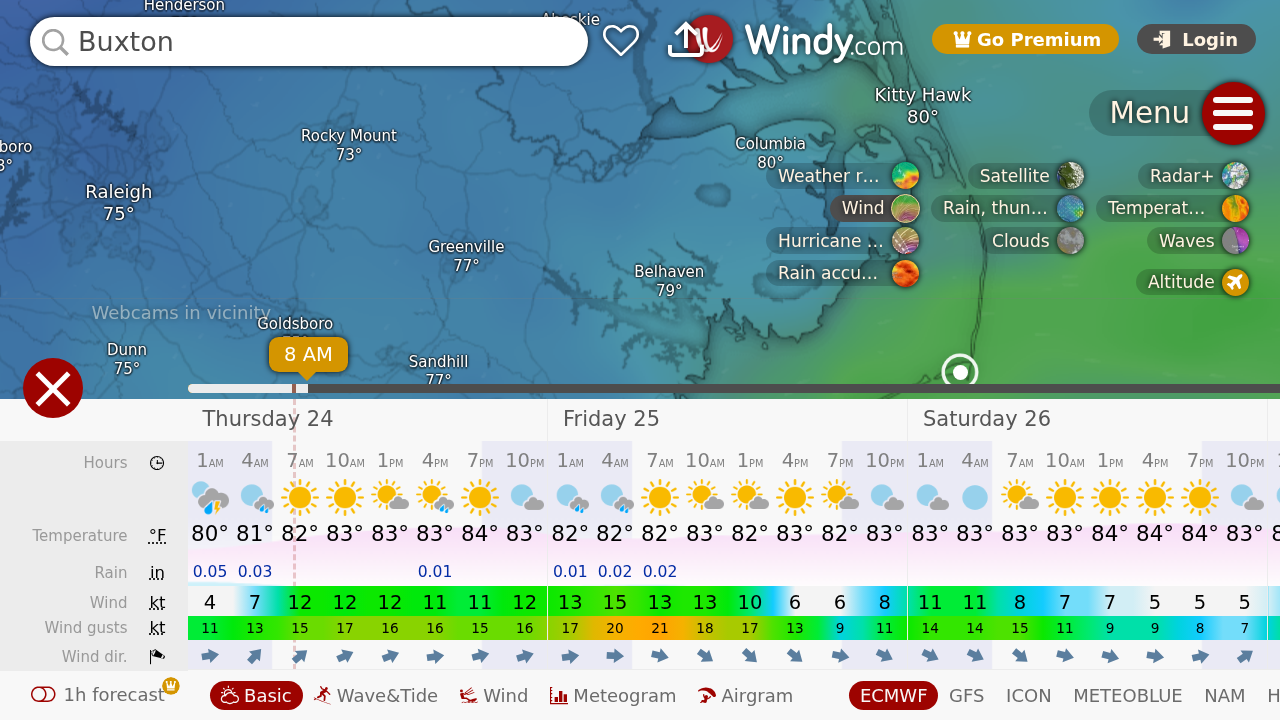 Henderson
Buxton
Windy.com
Go Premium
Login
Kitty Hawk
80°
Menu
Rocky Mount
73°
Columbia
80°
boro
Raleigh
75°
Weather r...
Satellite
Radar+
Wind
Rain, thun...
Temperat...
Hurricane ...
Clouds
Waves
Rain accu...
Altitude
Greenville
77°
Belhaven
79°
Webcams in vicinity
Goldsboro
Dunn
75°
8 AM
Sandhill
77°
Thursday 24
Friday 25
Saturday 26
Hours 1AM 4AM 7AM 10AM 1PM 4PM 7PM 10PM 1AM 4AM 7AM 10AM 1PM 4PM 7PM 10PM 1AM 4AM 7AM 10AM 1PM 4PM 7PM 10PM
Temperature °F 80° 81° 82° 83° 83° 83° 84° 83° 82° 82° 82° 83° 82° 83° 82° 83° 83° 83° 83° 83° 84° 84° 84° 83°
Rain in 0.05 0.03 0.01 0.01 0.02 0.02
Wind kt 4 7 12 12 12 11 11 12 13 15 13 13 10 6 6 8 11 11 8 7 7 5 5 5
Wind gusts kt 11 13 15 17 16 16 15 16 17 20 21 18 17 13 9 11 14 14 15 11 9 9 8 7
Wind dir.
1h forecast
Basic
Wave&Tide
Wind
Meteogram
Airgram
ECMWF
GFS
ICON
METEOBLUE
NAM